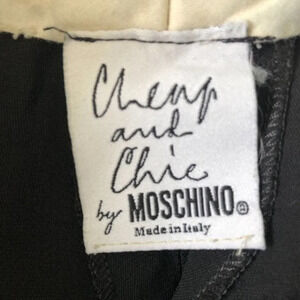 Cheap
and
Chic
by MOSCHINO®
Made in Italy